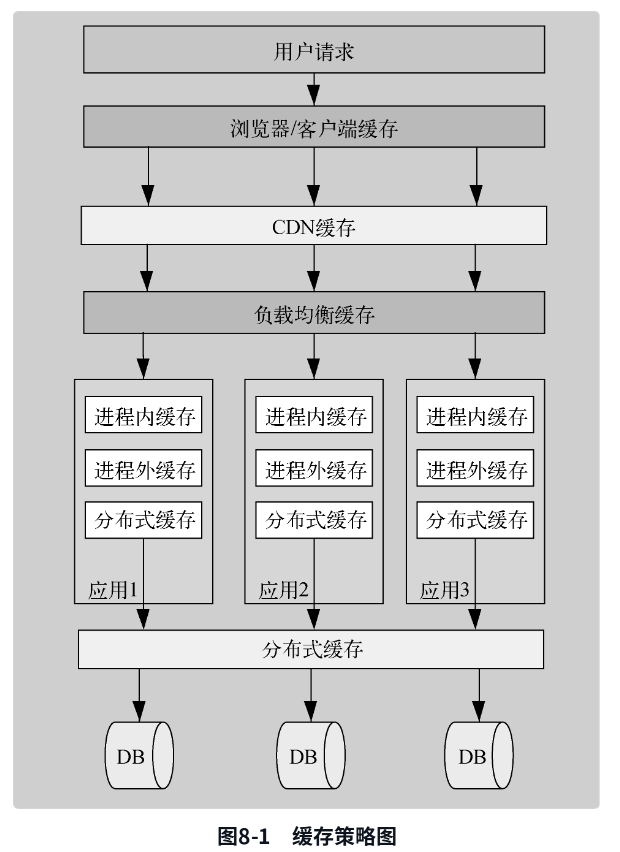 用户请求
浏览器/客户端缓存
CDN缓存
负载均衡缓存
进程内缓存 进程内缓存 进程内缓存
进程外缓存 进程外缓存 进程外缓存
分布式缓存 分布式缓存 分布式缓存
应用1 应用2 应用3
分布式缓存
DB DB DB
图8-1 缓存策略图